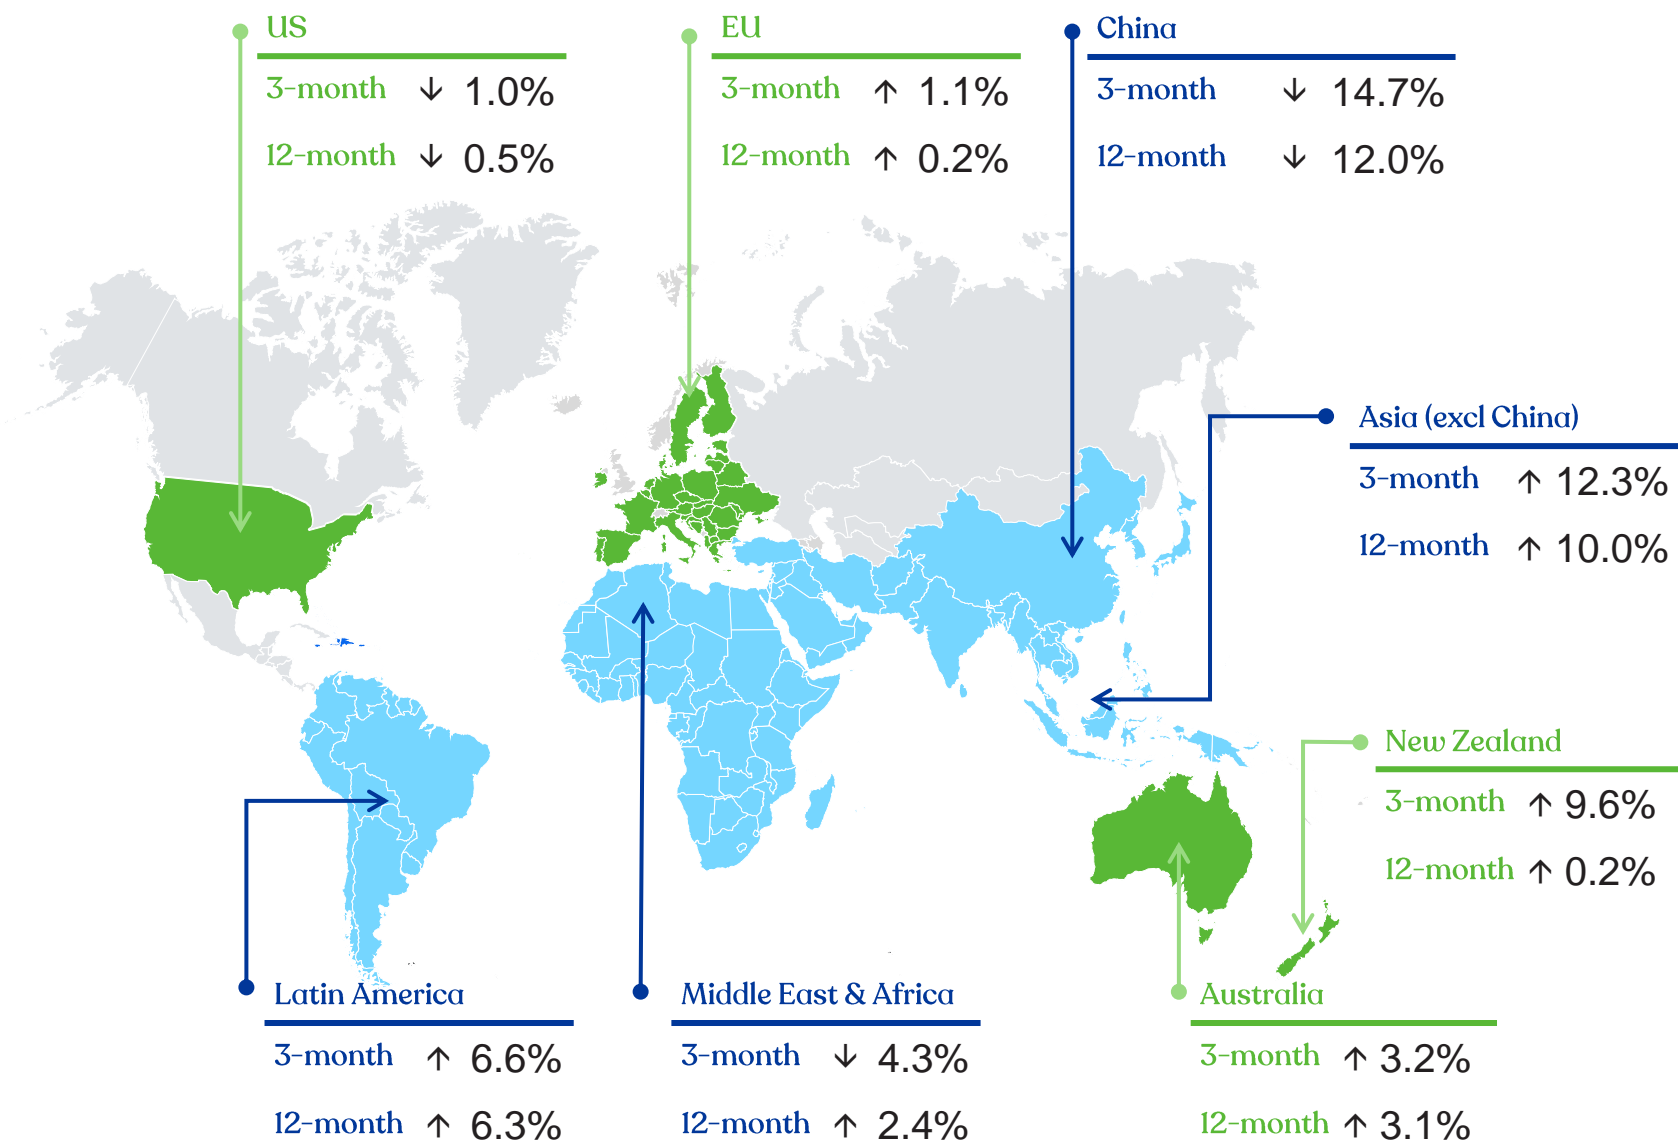 US
3-month ↓ 1.0%
12-month ↓ 0.5%
EU
3-month ↑ 1.1%
12-month ↑ 0.2%
China
3-month ↓ 14.7%
12-month ↓ 12.0%
Asia (excl China)
3-month ↑ 12.3%
12-month ↑ 10.0%
New Zealand
3-month ↑ 9.6%
12-month ↑ 0.2%
Latin America
3-month ↑ 6.6%
12-month ↑ 6.3%
Middle East & Africa
3-month ↓ 4.3%
12-month ↑ 2.4%
Australia
3-month ↑ 3.2%
12-month ↑ 3.1%